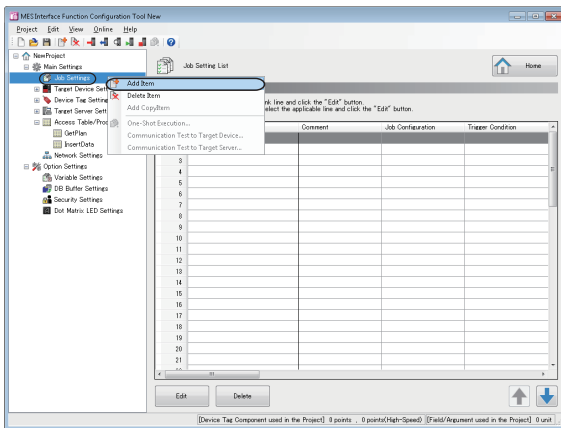 MES Interface Function Configuration Tool New
Project Edit View Online Help
NewProject
Main Settings
Job Settings
Target Device Sett
Device Tag Setting
Target Server Sett
Access Table/Proc
GetPlan
InsertData
Network Settings
Option Settings
Variable Settings
DB Buffer Settings
Security Settings
Dot Matrix LED Settings
Add Item
Delete Item
Add CopyItem
One-Shot Execution...
Communication Test to Target Device...
Communication Test to Target Server...
Job Setting List
Home
nk line and click the "Edit" button.
elect the applicable line and click the "Edit" button.
Comment Job Configuration Trigger Condition
3
4
5
6
7
8
9
10
11
12
13
14
15
16
17
18
19
20
21
Edit Delete
[Device Tag Component used in the Project] 0 points , 0 points(High-Speed) [Field/Argument used in the Project] 0 unit